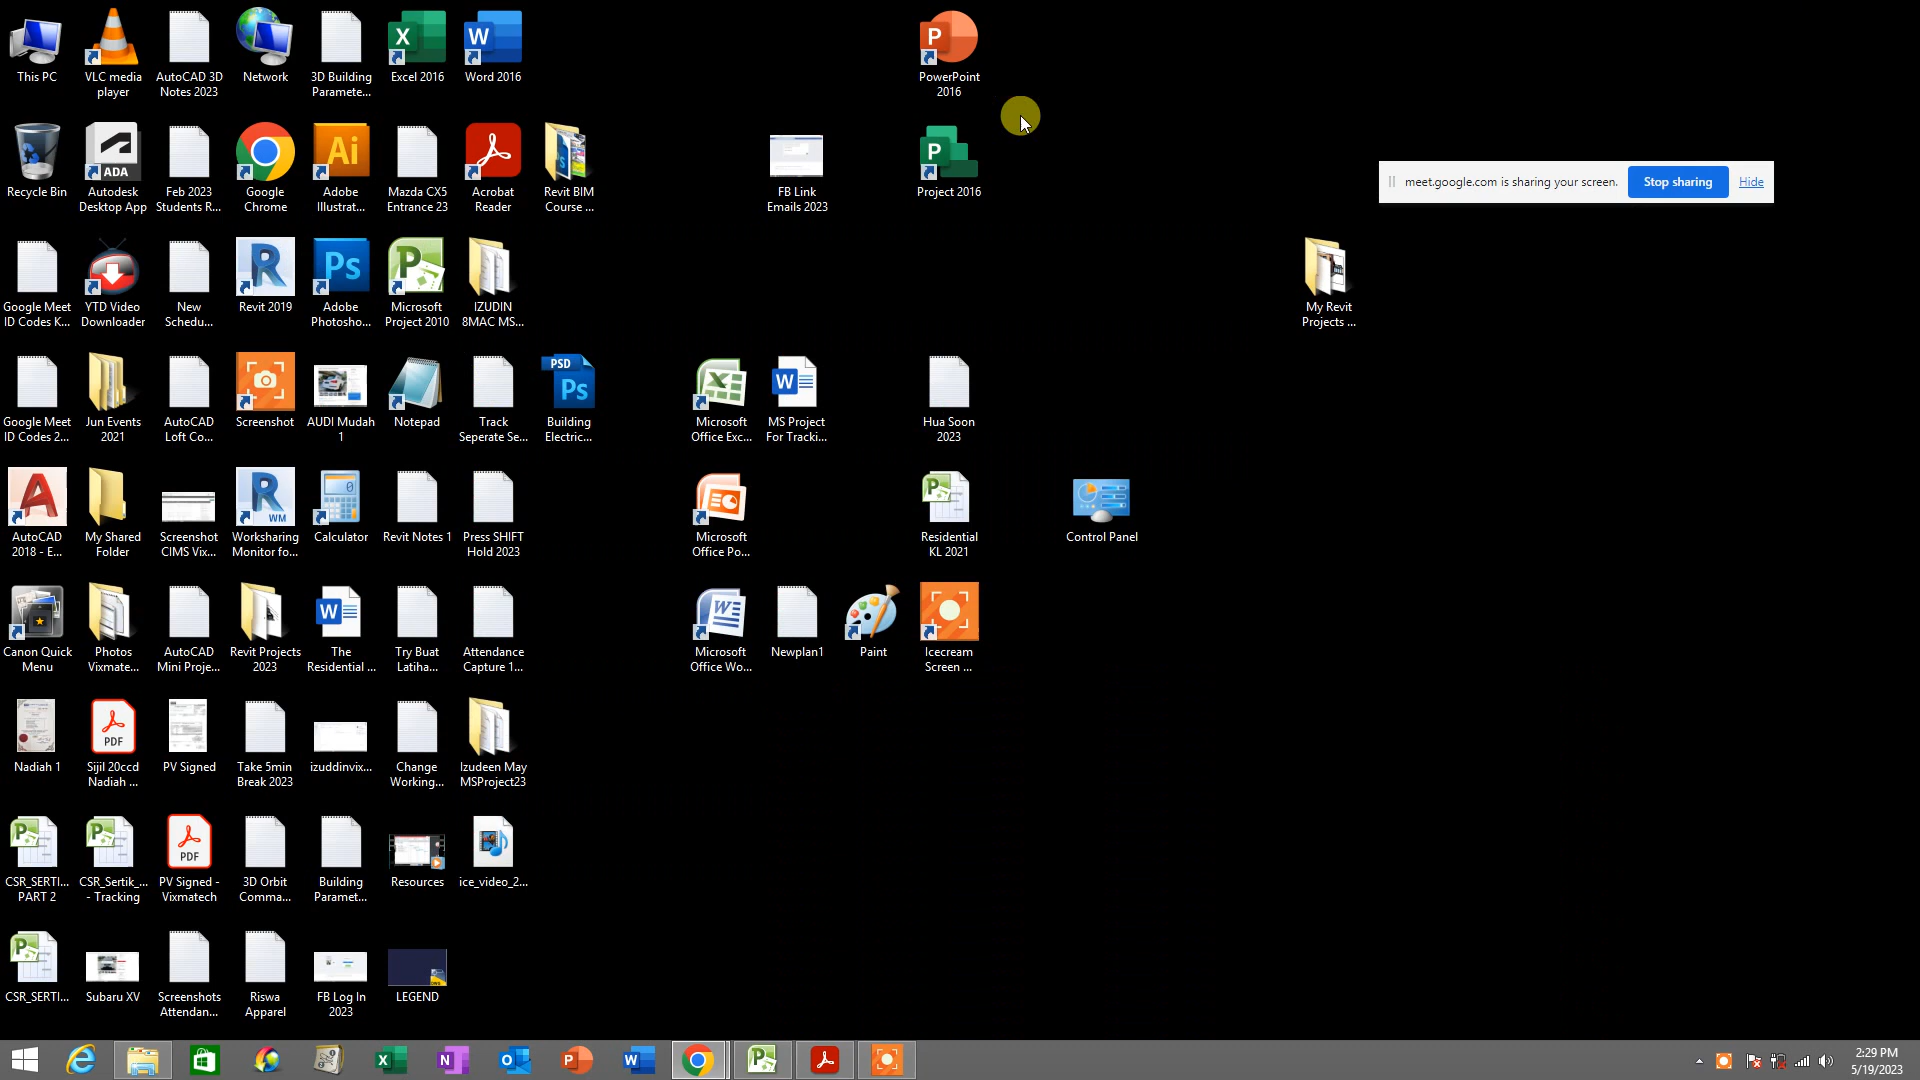 This PC
VLC media
player
AutoCAD 3D
Notes 2023
Network
3D Building
Paramete...
Excel 2016
Word 2016
PowerPoint
2016
Recycle Bin
Autodesk
Desktop App
Feb 2023
Students R...
Google
Chrome
Adobe
Illustrat...
Mazda CX5
Entrance 23
Acrobat
Reader
Revit BIM
Course ...
FB Link
Emails 2023
Project 2016
meet.google.com is sharing your screen.
Stop sharing
Hide
Google Meet
ID Codes K...
YTD Video
Downloader
New
Schedu...
Revit 2019
Adobe
Photosho...
Microsoft
Project 2010
IZUDIN
8MAC MS...
My Revit
Projects ...
Google Meet
ID Codes 2...
Jun Events
2021
AutoCAD
Loft Co...
Screenshot
AUDI Mudah
1
Notepad
Track
Seperate Se...
PSD
Ps
Building
Electric...
Microsoft
Office Exc...
MS Project
For Tracki...
Hua Soon
2023
AutoCAD
2018 - E...
My Shared
Folder
Screenshot
CIMS Vix...
WM
Worksharing
Monitor fo...
Calculator
Revit Notes 1
Press SHIFT
Hold 2023
Microsoft
Office Po...
Residential
KL 2021
Control Panel
Canon Quick
Menu
Photos
Vixmate...
AutoCAD
Mini Proje...
Revit Projects
2023
The
Residential ...
Try Buat
Latiha...
Attendance
Capture 1...
Microsoft
Office Wo...
Newplan1
Paint
Icecream
Screen ...
Nadiah 1
PDF
Sijil 20ccd
Nadiah ...
PV Signed
Take 5min
Break 2023
izuddinvix...
Change
Working...
Izudeen May
MSProject23
CSR_SERTI...
PART 2
CSR_Sertik_...
- Tracking
PDF
PV Signed -
Vixmatech
3D Orbit
Comma...
Building
Paramet...
Resources
ice_video_2...
CSR_SERTI...
Subaru XV
Screenshots
Attendan...
Riswa
Apparel
FB Log In
2023
LEGEND
2:29 PM
5/19/2023